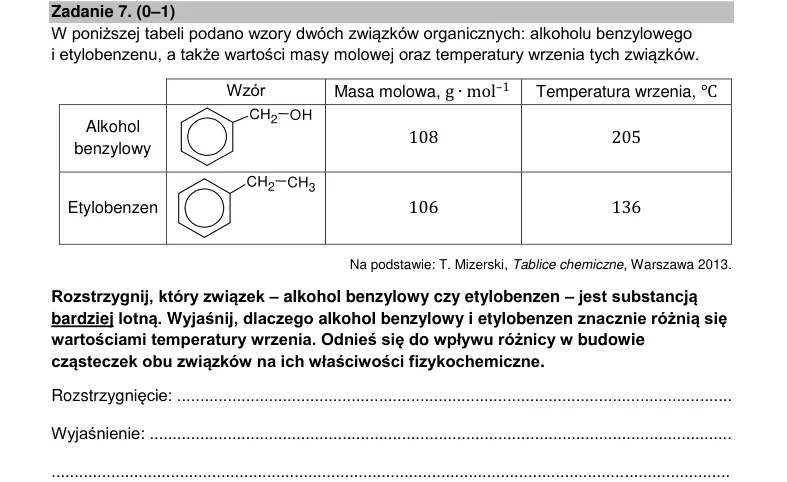 Zadanie 7. (0–1)
W poniższej tabeli podano wzory dwóch związków organicznych: alkoholu benzylowego
i etylobenzenu, a także wartości masy molowej oraz temperatury wrzenia tych związków.
Wzór Masa molowa, g · mol⁻¹ Temperatura wrzenia, °C
Alkohol
benzylowy
CH₂–OH
108 205
Etylobenzen
CH₂–CH₃
106 136
Na podstawie: T. Mizerski, Tablice chemiczne, Warszawa 2013.
Rozstrzygnij, który związek – alkohol benzylowy czy etylobenzen – jest substancją
bardziej lotną. Wyjaśnij, dlaczego alkohol benzylowy i etylobenzen znacznie różnią się
wartościami temperatury wrzenia. Odnieś się do wpływu różnicy w budowie
cząsteczek obu związków na ich właściwości fizykochemiczne.
Rozstrzygnięcie: ........................................................................................................................
Wyjaśnienie: ..............................................................................................................................
....................................................................................................................................................